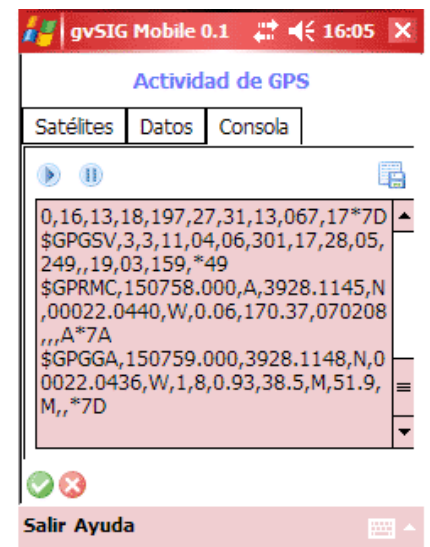 gvSIG Mobile 0.1 16:05
Actividad de GPS
Satélites Datos Consola
0,16,13,18,197,27,31,13,067,17*7D
$GPGSV,3,3,11,04,06,301,17,28,05,
249,,19,03,159,*49
$GPRMC,150758.000,A,3928.1145,N
,00022.0440,W,0.06,170.37,070208
,,,A*7A
$GPGGA,150759.000,3928.1148,N,0
0022.0436,W,1,8,0.93,38.5,M,51.9,
M,,*7D
Salir Ayuda